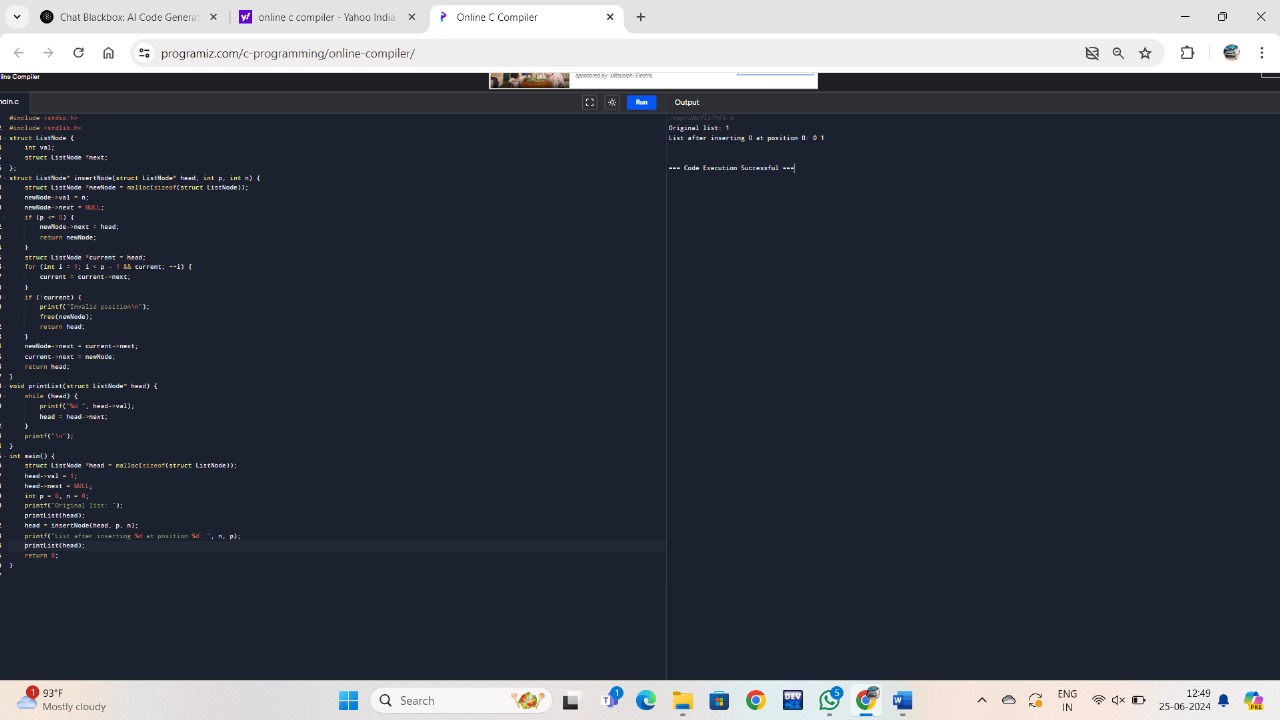 Chat Blackbox: AI Code Genera
online c compiler - Yahoo India
Online C Compiler
programiz.com/c-programming/online-compiler/
line Compiler
sponsored by: Mitsubishi Electric
main.c
Run
Output
#include <stdio.h>
#include <stdlib.h>
struct ListNode {
int val;
struct ListNode *next;
};
struct ListNode* insertNode(struct ListNode* head, int p, int n) {
struct ListNode *newNode = malloc(sizeof(struct ListNode));
newNode->val = n;
newNode->next = NULL;
if (p <= 0) {
newNode->next = head;
return newNode;
}
struct ListNode *current = head;
for (int i = 1; i < p - 1 && current; ++i) {
current = current->next;
}
if (!current) {
printf("Invalid position\n");
free(newNode);
return head;
}
newNode->next = current->next;
current->next = newNode;
return head;
}
void printList(struct ListNode* head) {
while (head) {
printf("%d ", head->val);
head = head->next;
}
printf("\n");
}
int main() {
struct ListNode *head = malloc(sizeof(struct ListNode));
head->val = 1;
head->next = NULL;
int p = 0, n = 0;
printf("Original list: ");
printList(head);
head = insertNode(head, p, n);
printf("List after inserting %d at position %d: ", n, p);
printList(head);
return 0;
}
Original list: 1
List after inserting 0 at position 0: 0 1
=== Code Execution Successful ===
1
93°F
Mostly cloudy
Search
1
DEV
5
W
ENG
IN
12:49
25-06-2024
PRE